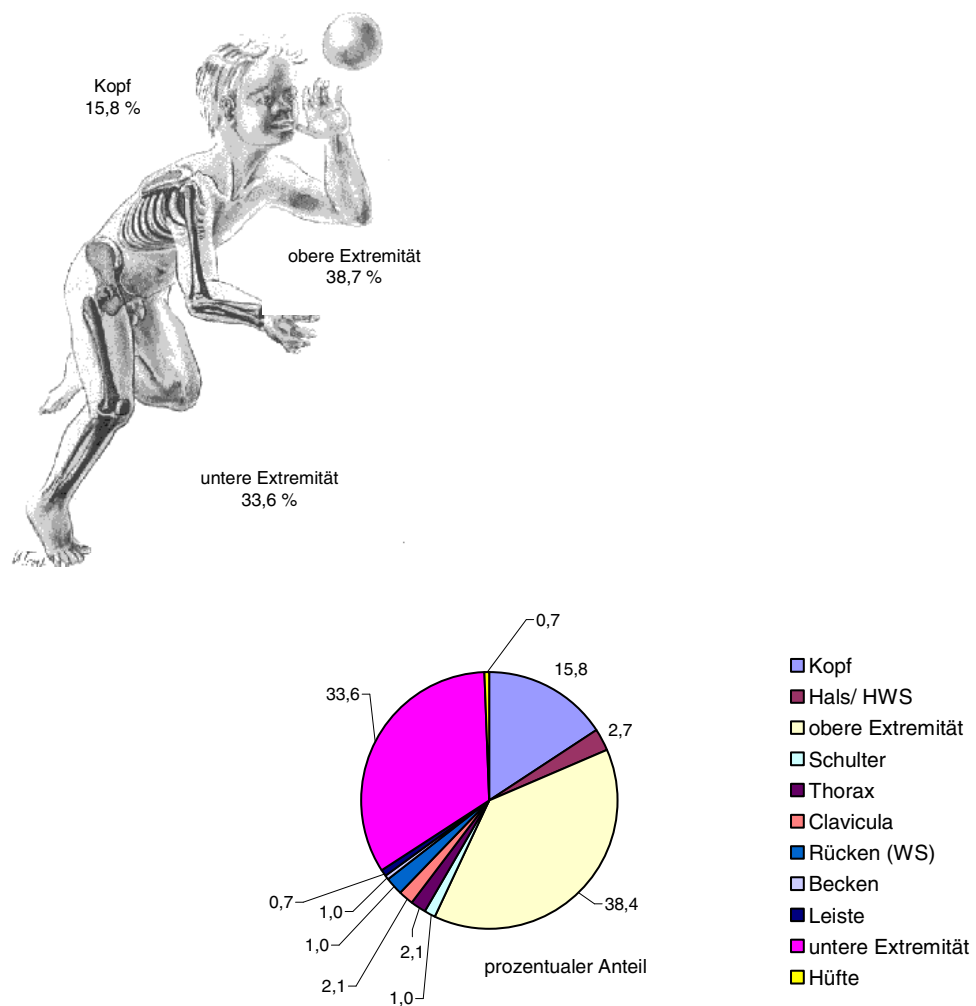 Kopf
15,8 %
obere Extremität
38,7 %
untere Extremität
33,6 %
0,7
15,8
33,6
2,7
38,4
0,7
1,0
1,0
2,1
2,1
1,0
prozentualer Anteil
Kopf
Hals/ HWS
obere Extremität
Schulter
Thorax
Clavicula
Rücken (WS)
Becken
Leiste
untere Extremität
Hüfte